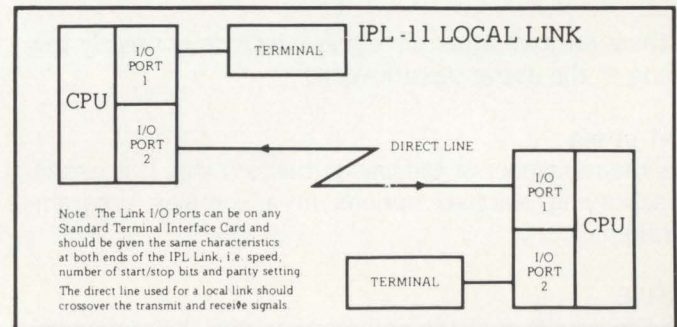 IPL-11 LOCAL LINK
I/O
PORT
1
TERMINAL
CPU
I/O
PORT
2
DIRECT LINE
I/O
PORT
1
CPU
I/O
PORT
2
TERMINAL
Note The Link I/O Ports can be on any
Standard Terminal Interface Card and
should be given the same characteristics
at both ends of the IPL Link, i.e speed,
number of start/stop bits and parity setting
The direct line used for a local link should
crossover the transmit and receive signals